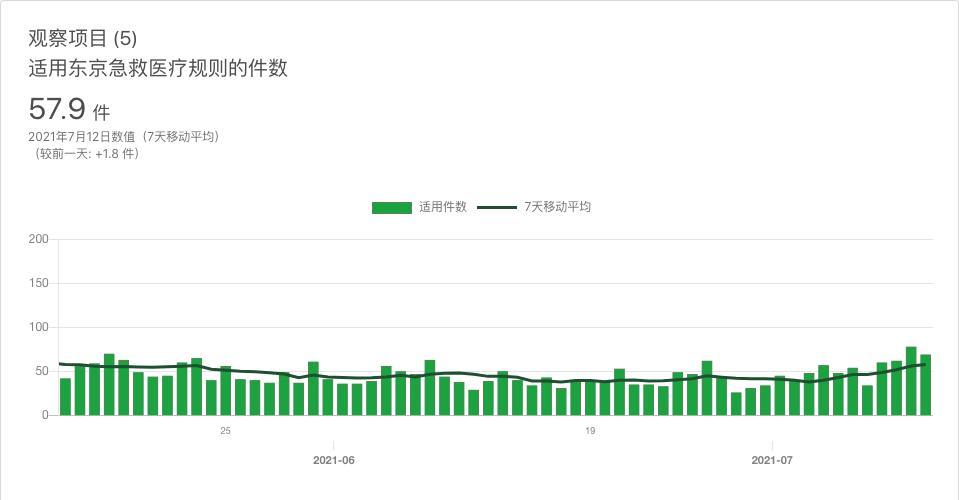 观察项目 (5)
适用东京急救医疗规则的件数
57.9 件
2021年7月12日数值（7天移动平均）
（较前一天: +1.8 件）
适用件数 7天移动平均
200
150
100
50
0
25 19
2021-06 2021-07